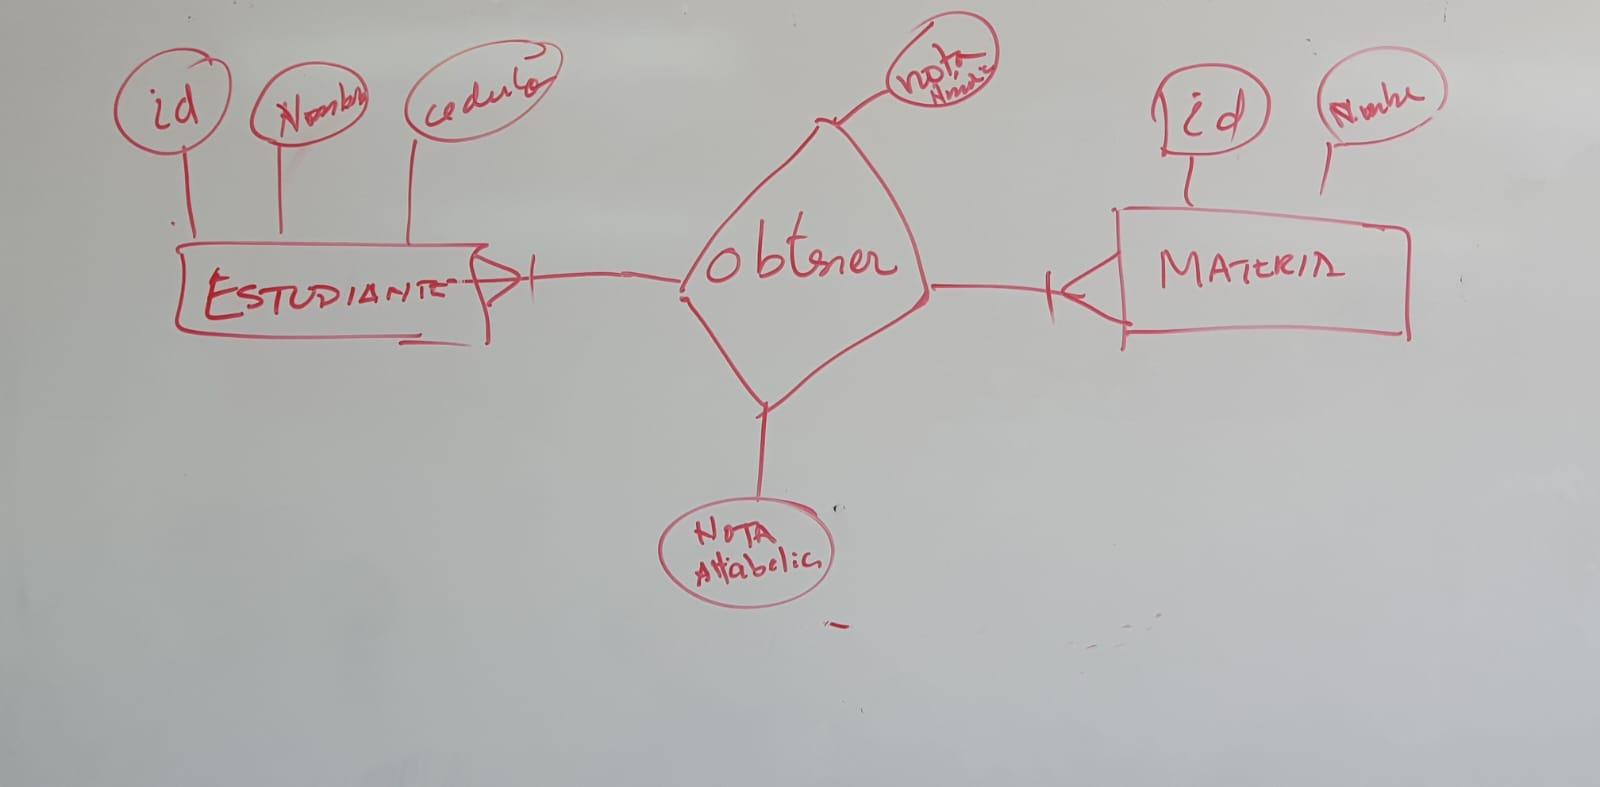 id
Nombre
cedula
nota
id
Nombre
ESTUDIANTE
obtener
MATERIA
NOTA